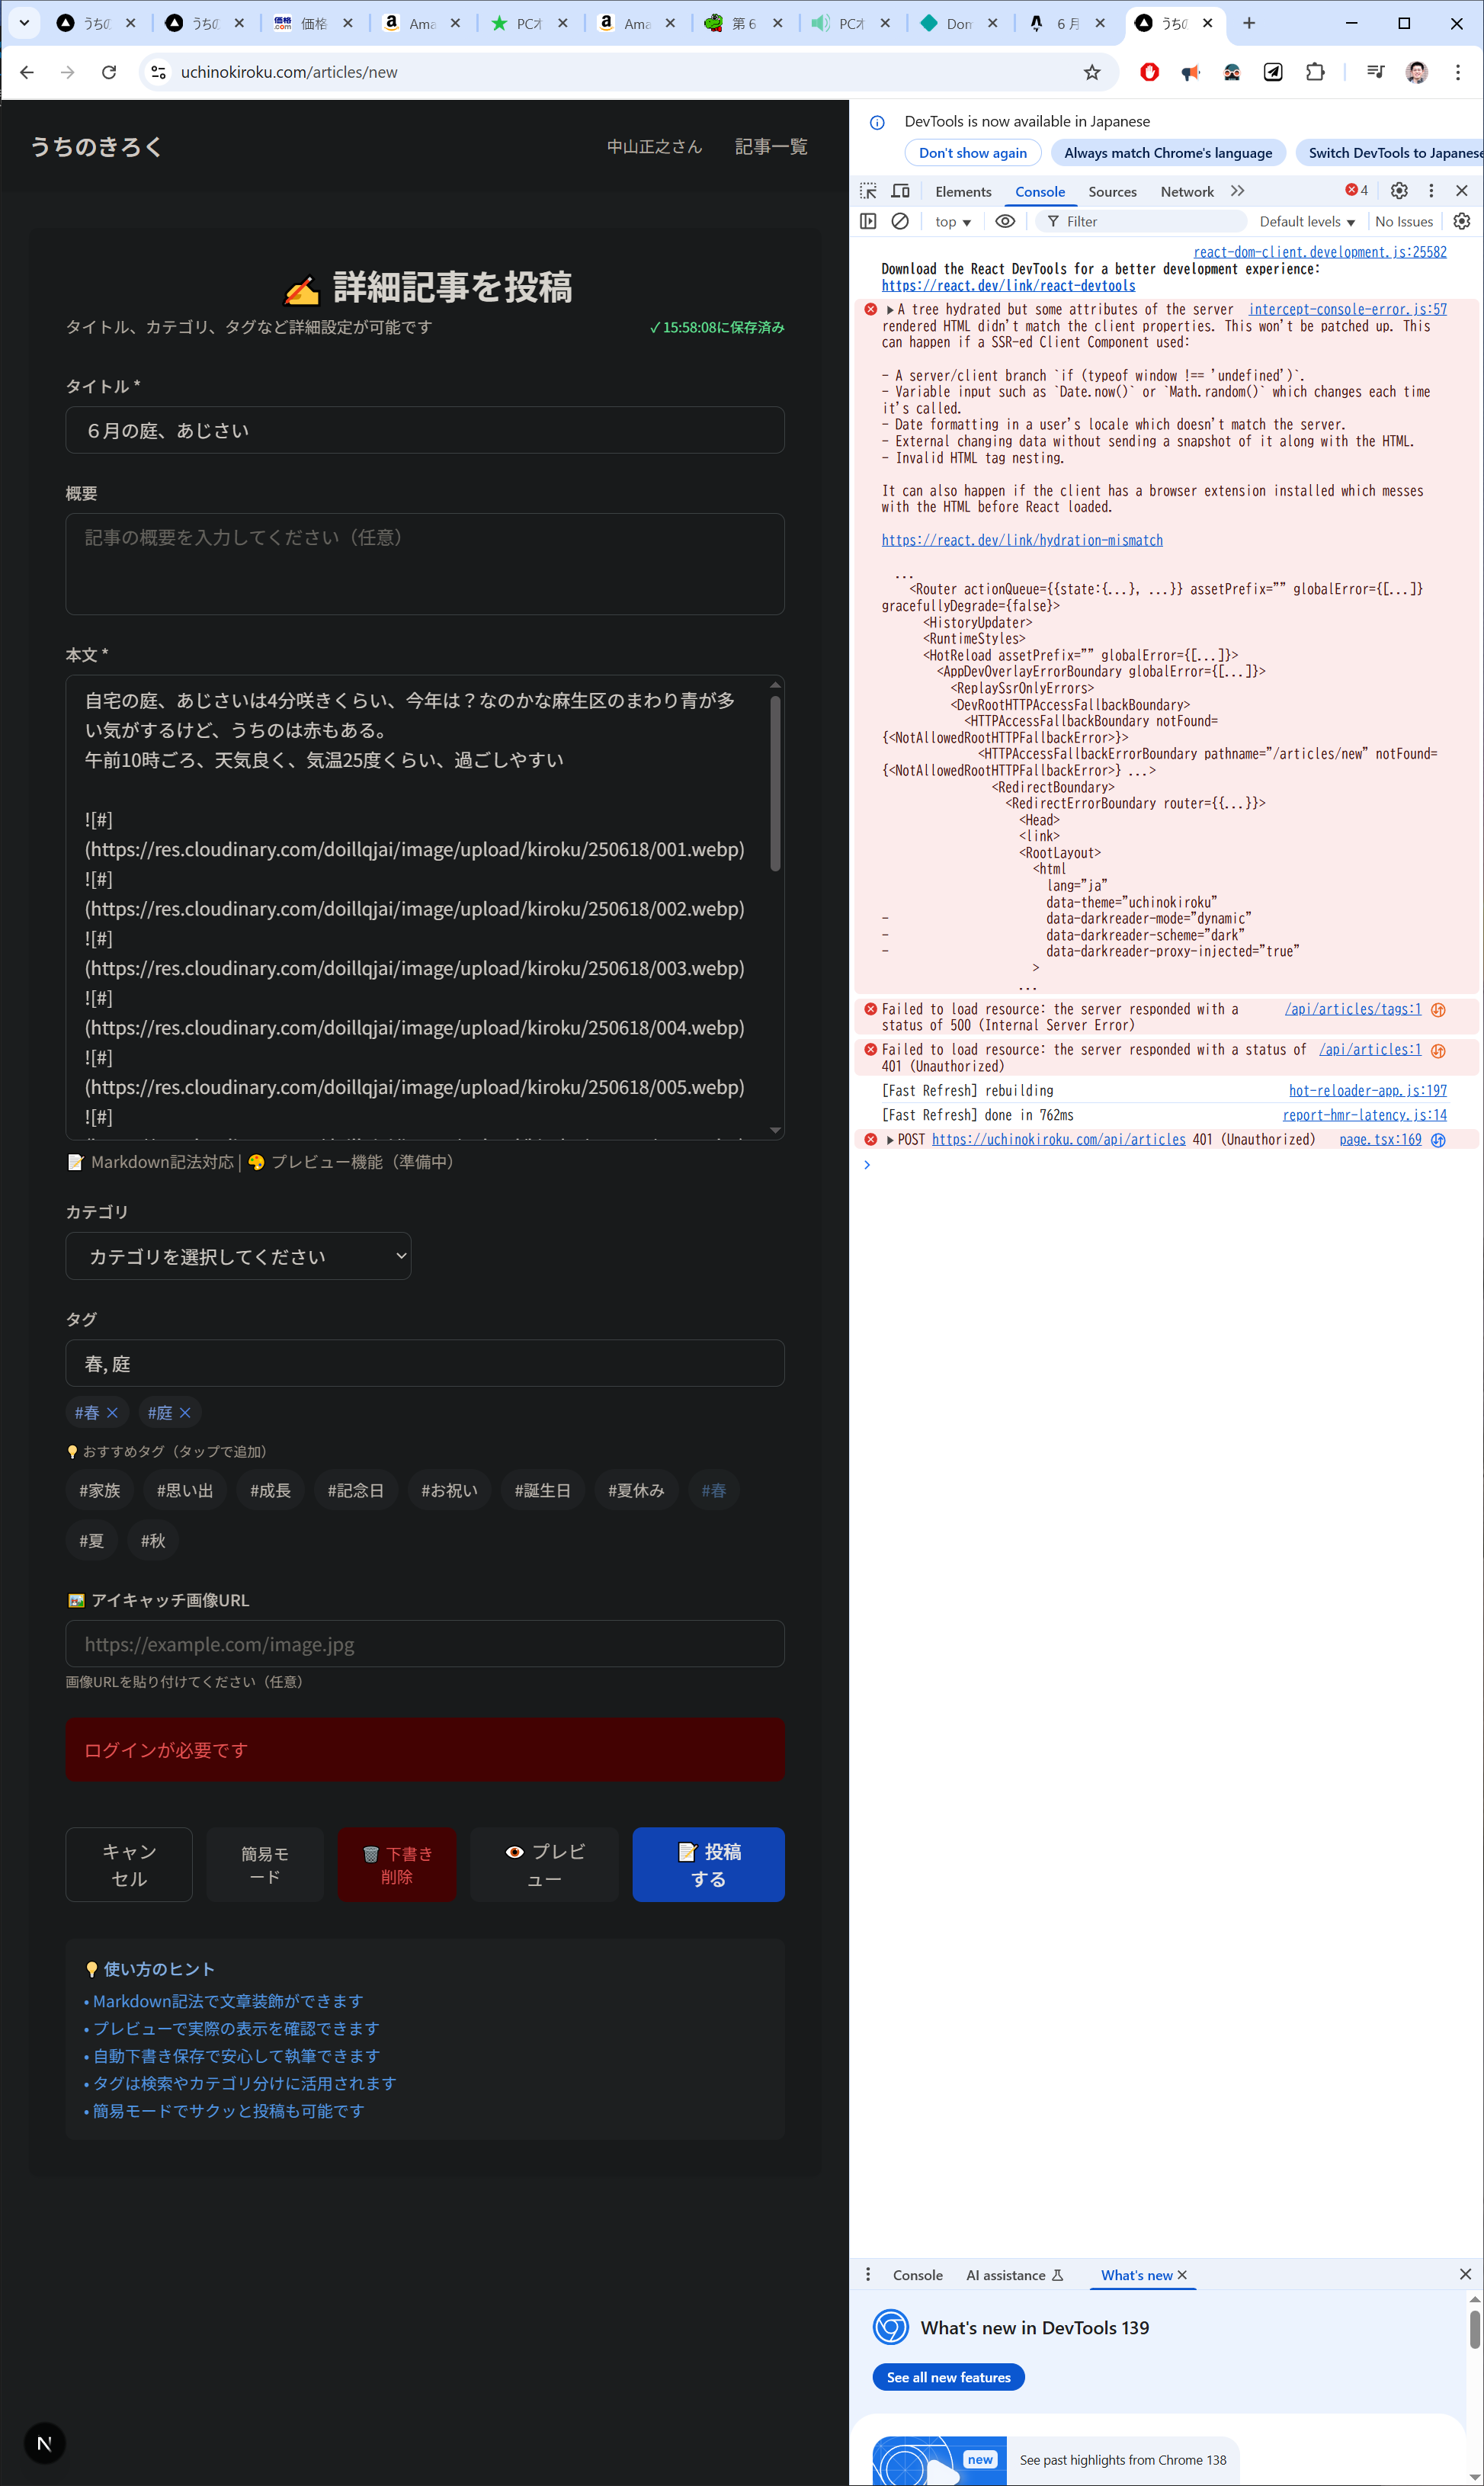 うちの
うちの
価格
Ama
PCオ
Ama
第6
PCオ
Don
6月
うちの
uchinokiroku.com/articles/new
うちのきろく
中山正之さん
記事一覧
✍️ 詳細記事を投稿
タイトル、カテゴリ、タグなど詳細設定が可能です
✓ 15:58:08に保存済み
タイトル *
６月の庭、あじさい
概要
記事の概要を入力してください（任意）
本文 *
自宅の庭、あじさいは4分咲きくらい、今年は？なのかな麻生区のまわり青が多
い気がするけど、うちのは赤もある。
午前10時ごろ、天気良く、気温25度くらい、過ごしやすい
![#]
(https://res.cloudinary.com/doillqjai/image/upload/kiroku/250618/001.webp)
![#]
(https://res.cloudinary.com/doillqjai/image/upload/kiroku/250618/002.webp)
![#]
(https://res.cloudinary.com/doillqjai/image/upload/kiroku/250618/003.webp)
![#]
(https://res.cloudinary.com/doillqjai/image/upload/kiroku/250618/004.webp)
![#]
(https://res.cloudinary.com/doillqjai/image/upload/kiroku/250618/005.webp)
![#]
📝 Markdown記法対応 | 🎨 プレビュー機能（準備中）
カテゴリ
カテゴリを選択してください
タグ
春, 庭
#春 × #庭 ×
💡 おすすめタグ（タップで追加）
#家族 #思い出 #成長 #記念日 #お祝い #誕生日 #夏休み #春
#夏 #秋
🖼️ アイキャッチ画像URL
https://example.com/image.jpg
画像URLを貼り付けてください（任意）
ログインが必要です
キャン
セル
簡易モ
ード
🗑️ 下書き
削除
👁️ プレビ
ュー
📝 投稿
する
💡 使い方のヒント
• Markdown記法で文章装飾ができます
• プレビューで実際の表示を確認できます
• 自動下書き保存で安心して執筆できます
• タグは検索やカテゴリ分けに活用されます
• 簡易モードでサクッと投稿も可能です
N
DevTools is now available in Japanese
Don't show again
Always match Chrome's language
Switch DevTools to Japanese
Elements Console Sources Network 4
top Filter Default levels No Issues
react-dom-client.development.js:25582
Download the React DevTools for a better development experience:
https://react.dev/link/react-devtools
A tree hydrated but some attributes of the server intercept-console-error.js:57
rendered HTML didn't match the client properties. This won't be patched up. This
can happen if a SSR-ed Client Component used:
- A server/client branch `if (typeof window !== 'undefined')`.
- Variable input such as `Date.now()` or `Math.random()` which changes each time
it's called.
- Date formatting in a user's locale which doesn't match the server.
- External changing data without sending a snapshot of it along with the HTML.
- Invalid HTML tag nesting.
It can also happen if the client has a browser extension installed which messes
with the HTML before React loaded.
https://react.dev/link/hydration-mismatch
...
<Router actionQueue={{state:{...}, ...}} assetPrefix="" globalError={[...]}
gracefullyDegrade={false}>
<HistoryUpdater>
<RuntimeStyles>
<HotReload assetPrefix="" globalError={[...]}>
<AppDevOverlayErrorBoundary globalError={[...]}>
<ReplaySsrOnlyErrors>
<DevRootHTTPAccessFallbackBoundary>
<HTTPAccessFallbackBoundary notFound=
{<NotAllowedRootHTTPFallbackError>}>
<HTTPAccessFallbackErrorBoundary pathname="/articles/new" notFound=
{<NotAllowedRootHTTPFallbackError>} ...>
<RedirectBoundary>
<RedirectErrorBoundary router={{...}}>
<Head>
<link>
<RootLayout>
<html
lang="ja"
data-theme="uchinokiroku"
- data-darkreader-mode="dynamic"
- data-darkreader-scheme="dark"
- data-darkreader-proxy-injected="true"
>
...
Failed to load resource: the server responded with a /api/articles/tags:1
status of 500 (Internal Server Error)
Failed to load resource: the server responded with a status of /api/articles:1
401 (Unauthorized)
[Fast Refresh] rebuilding hot-reloader-app.js:197
[Fast Refresh] done in 762ms report-hmr-latency.js:14
POST https://uchinokiroku.com/api/articles 401 (Unauthorized) page.tsx:169
Console AI assistance What's new
What's new in DevTools 139
See all new features
new
See past highlights from Chrome 138